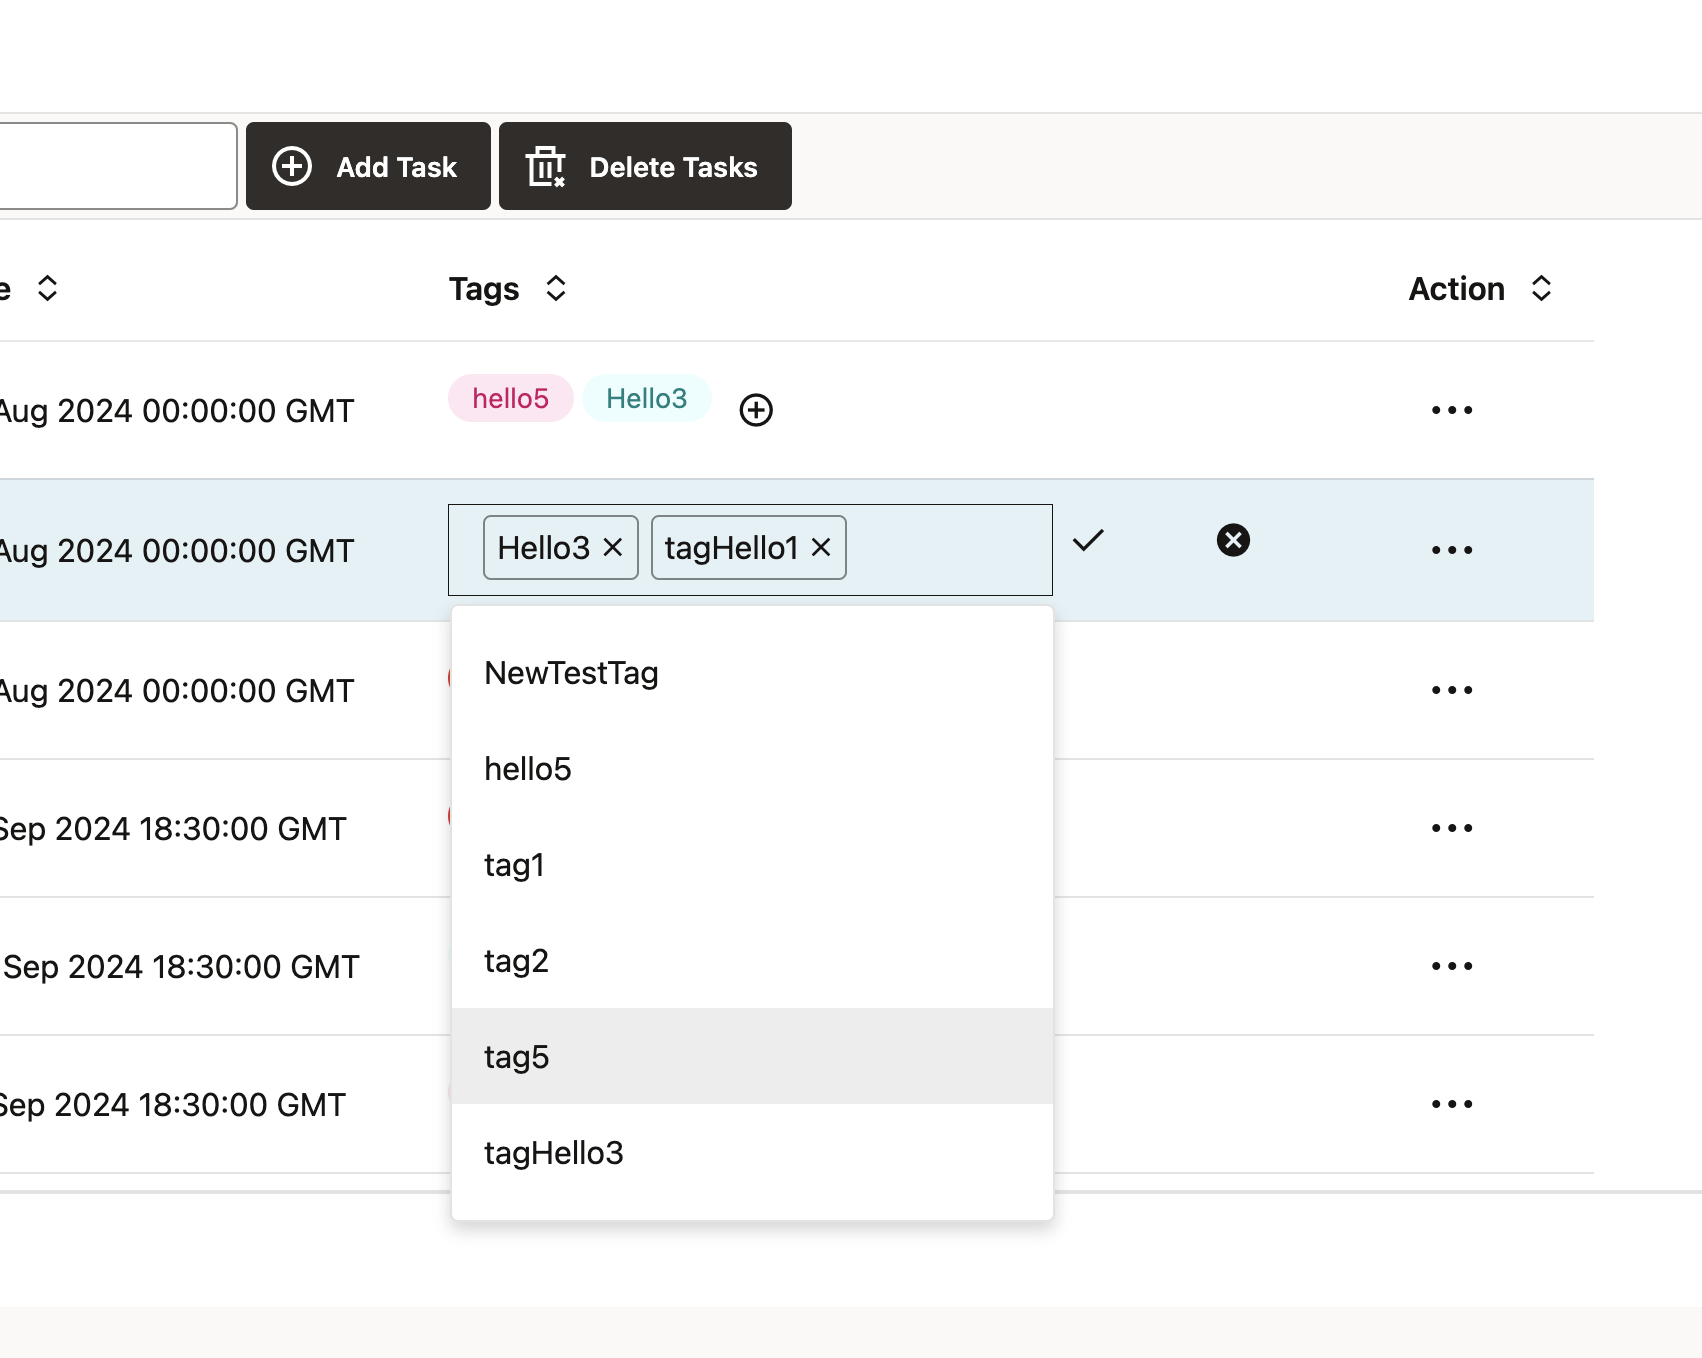 Add Task Delete Tasks
Tags Action
Aug 2024 00:00:00 GMT hello5 Hello3
Aug 2024 00:00:00 GMT Hello3 tagHello1
NewTestTag
Aug 2024 00:00:00 GMT
hello5
Sep 2024 18:30:00 GMT
tag1
tag2
Sep 2024 18:30:00 GMT
tag5
Sep 2024 18:30:00 GMT
tagHello3